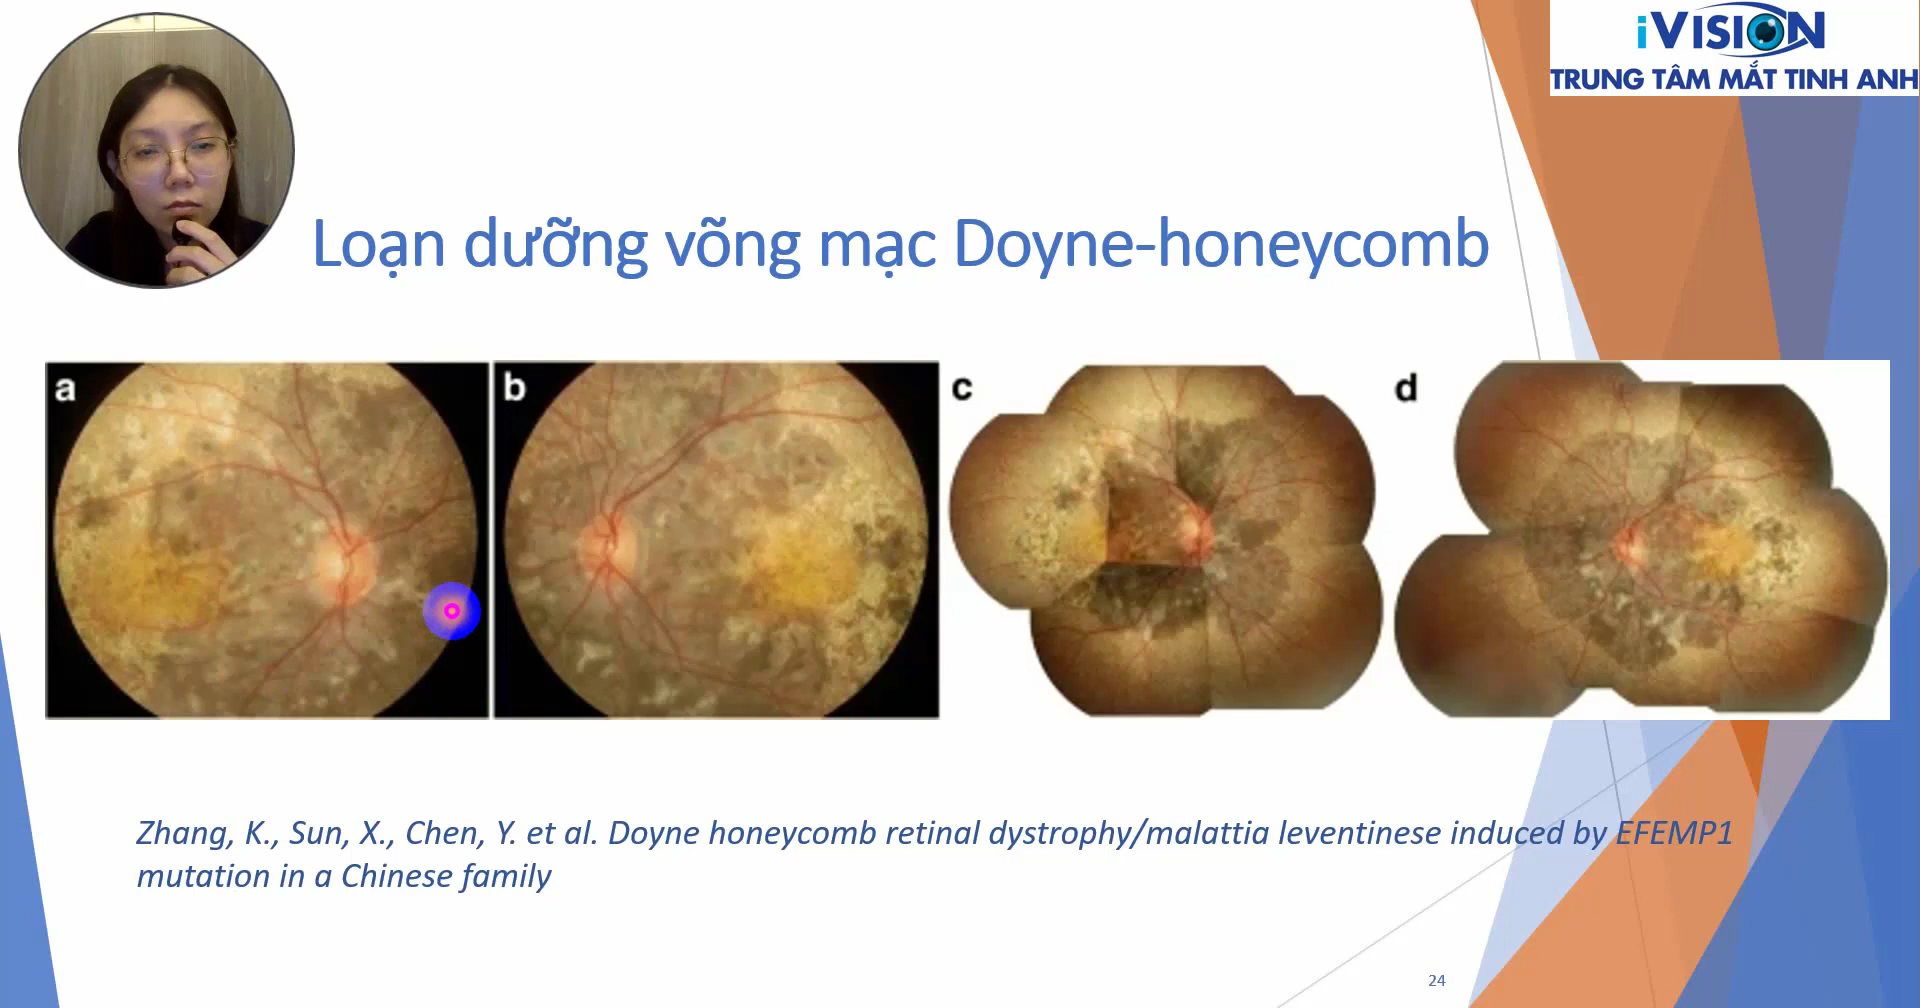 iVISION
TRUNG TÂM MẮT TINH ANH
Loạn dưỡng võng mạc Doyne-honeycomb
a
b
c
d
Zhang, K., Sun, X., Chen, Y. et al. Doyne honeycomb retinal dystrophy/malattia leventinese induced by EFEMP1
mutation in a Chinese family
24